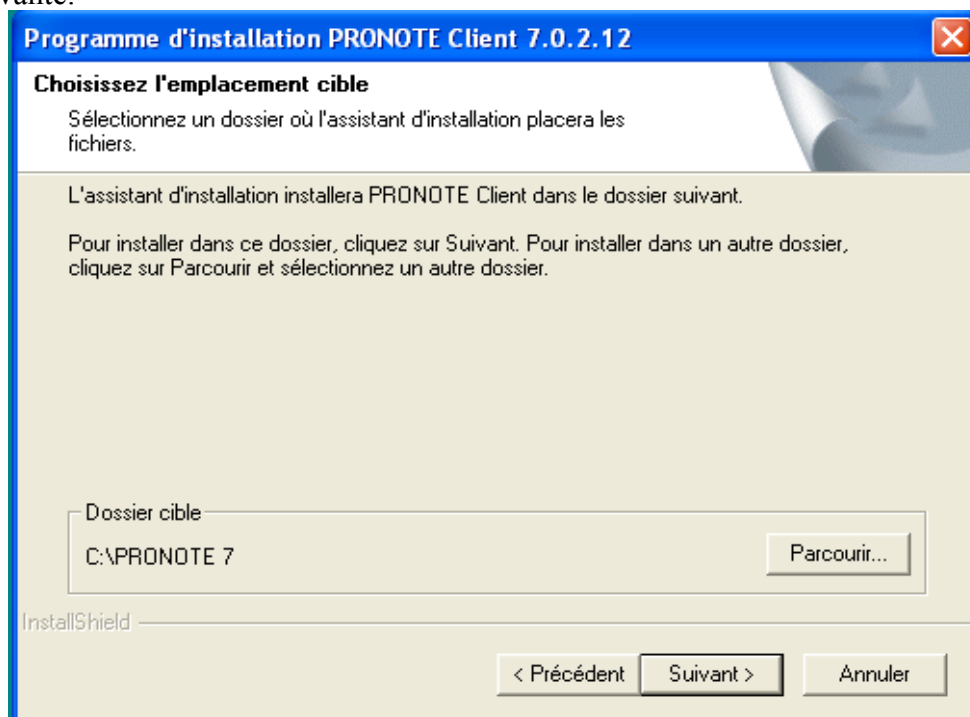 Programme d'installation PRONOTE Client 7.0.2.12
Choisissez l'emplacement cible
Sélectionnez un dossier où l'assistant d'installation placera les
fichiers.
L'assistant d'installation installera PRONOTE Client dans le dossier suivant.
Pour installer dans ce dossier, cliquez sur Suivant. Pour installer dans un autre dossier,
cliquez sur Parcourir et sélectionnez un autre dossier.
Dossier cible
C:\PRONOTE 7
Parcourir...
InstallShield
< Précédent
Suivant >
Annuler